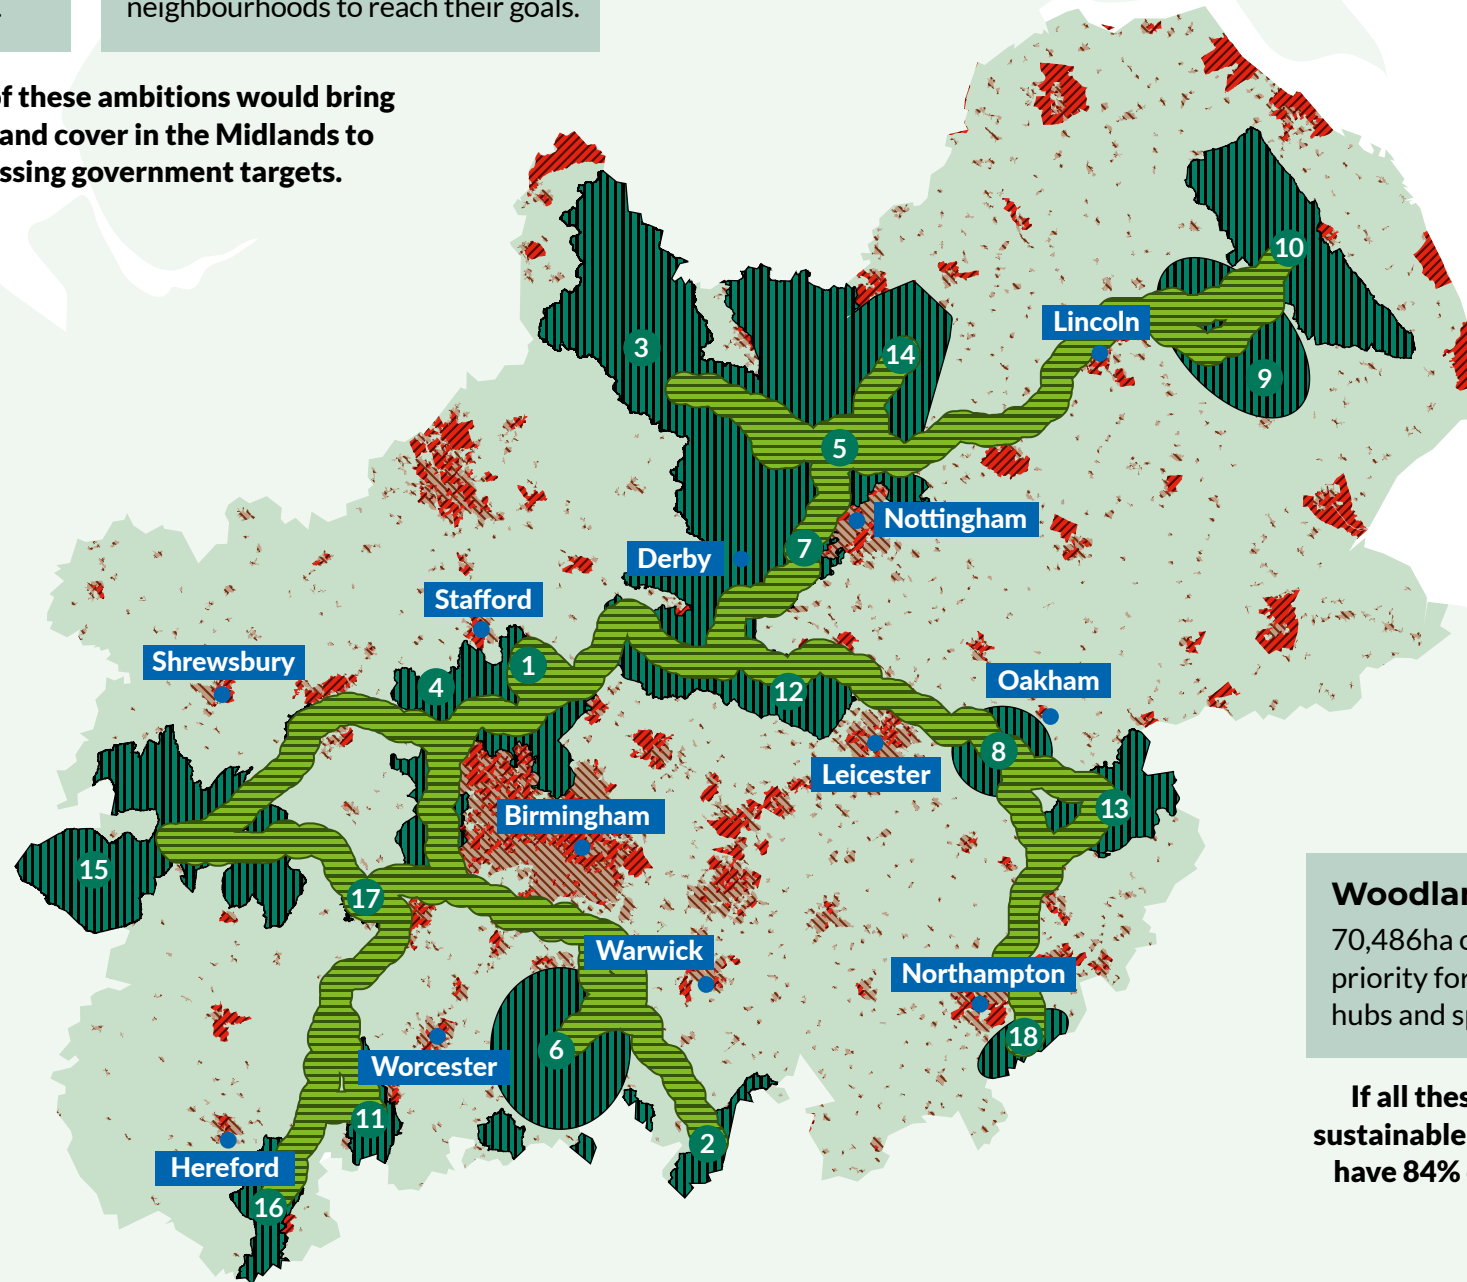 neighbourhoods to reach their goals.
of these ambitions would bring
and cover in the Midlands to
ssing government targets.
10
Lincoln
3
14
9
5
Nottingham
7
Derby
Stafford
Shrewsbury
1
4
Oakham
12
8
Leicester
13
Birmingham
15
17
Warwick
Northampton
18
6
Worcester
11
2
Hereford
16
Woodlan
70,486ha o
priority for
hubs and sp
If all thes
sustainable
have 84%